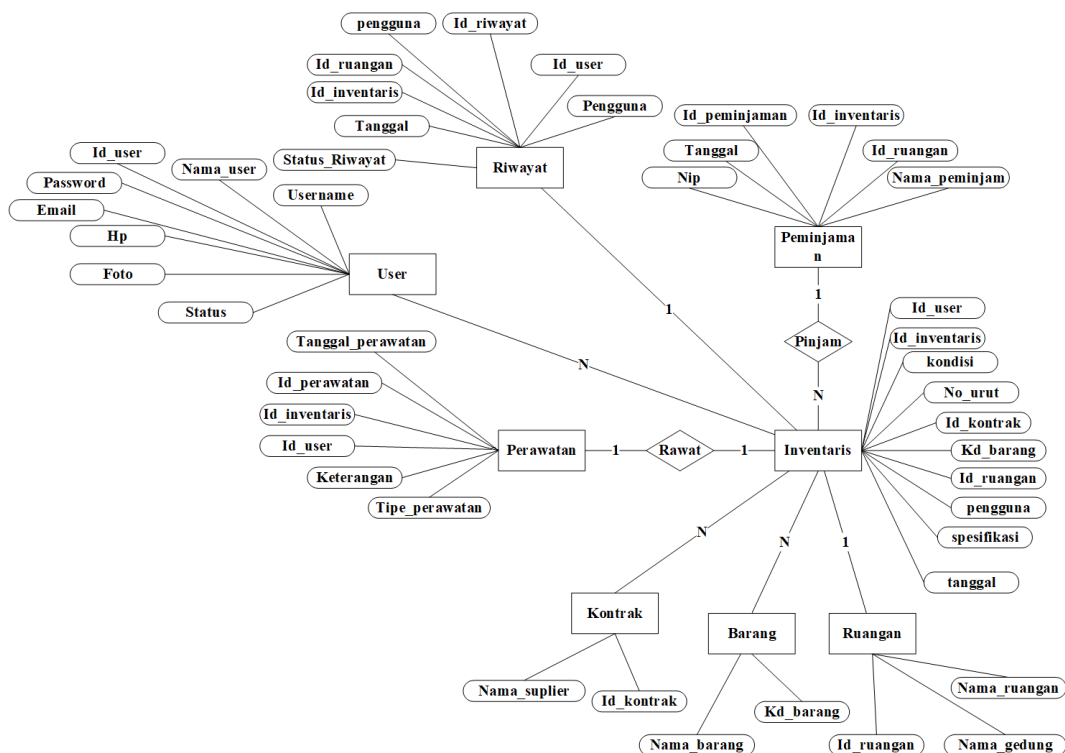 pengguna
Id_riwayat
Id_ruangan
Id_user
Id_inventaris
Pengguna
Tanggal
Status_Riwayat
Riwayat
Id_peminjaman
Id_inventaris
Tanggal
Id_ruangan
Nip
Nama_peminjam
Peminjama
n
Id_user
Nama_user
Password
Username
Email
Hp
Foto
Status
User
1
1
Pinjam
N
N
Id_user
Id_inventaris
kondisi
No_urut
Id_kontrak
Kd_barang
Id_ruangan
pengguna
spesifikasi
tanggal
Tanggal_perawatan
Id_perawatan
Id_inventaris
Id_user
Keterangan
Tipe_perawatan
Perawatan
1
Rawat
1
Inventaris
N
N
1
Kontrak
Barang
Ruangan
Nama_suplier
Id_kontrak
Nama_barang
Kd_barang
Id_ruangan
Nama_ruangan
Nama_gedung